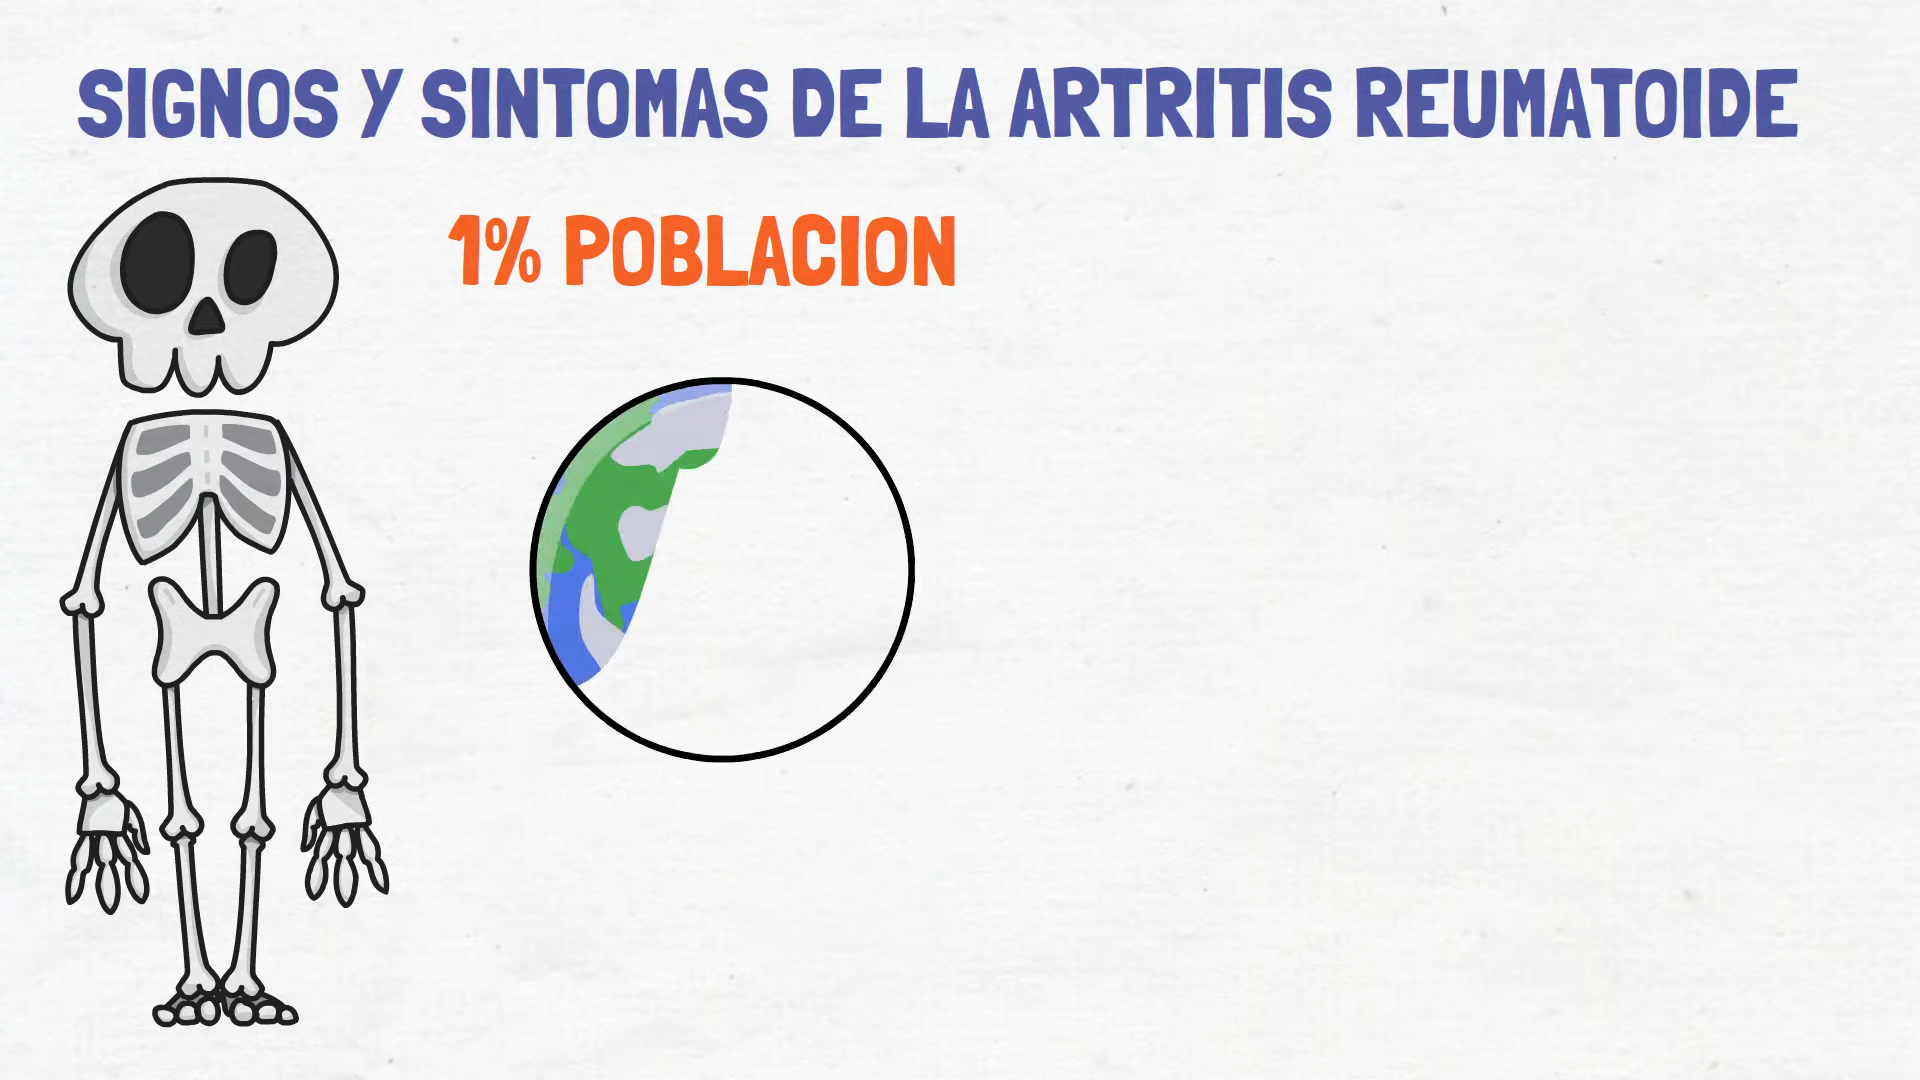 SIGNOS Y SINTOMAS DE LA ARTRITIS REUMATOIDE
1% POBLACION